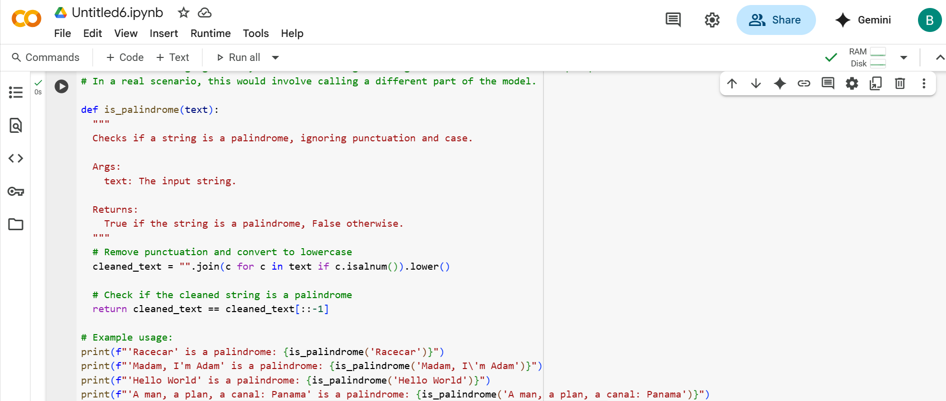 Untitled6.ipynb
File Edit View Insert Runtime Tools Help
Share
Gemini
B
Commands + Code + Text Run all
RAM
Disk
0s
# In a real scenario, this would involve calling a different part of the model.
def is_palindrome(text):
"""
Checks if a string is a palindrome, ignoring punctuation and case.
Args:
text: The input string.
Returns:
True if the string is a palindrome, False otherwise.
"""
# Remove punctuation and convert to lowercase
cleaned_text = "".join(c for c in text if c.isalnum()).lower()
# Check if the cleaned string is a palindrome
return cleaned_text == cleaned_text[::-1]
# Example usage:
print(f"'Racecar' is a palindrome: {is_palindrome('Racecar')}")
print(f"'Madam, I'm Adam' is a palindrome: {is_palindrome('Madam, I\'m Adam')}")
print(f"'Hello World' is a palindrome: {is_palindrome('Hello World')}")
print(f"'A man, a plan, a canal: Panama' is a palindrome: {is_palindrome('A man, a plan, a canal: Panama')}")